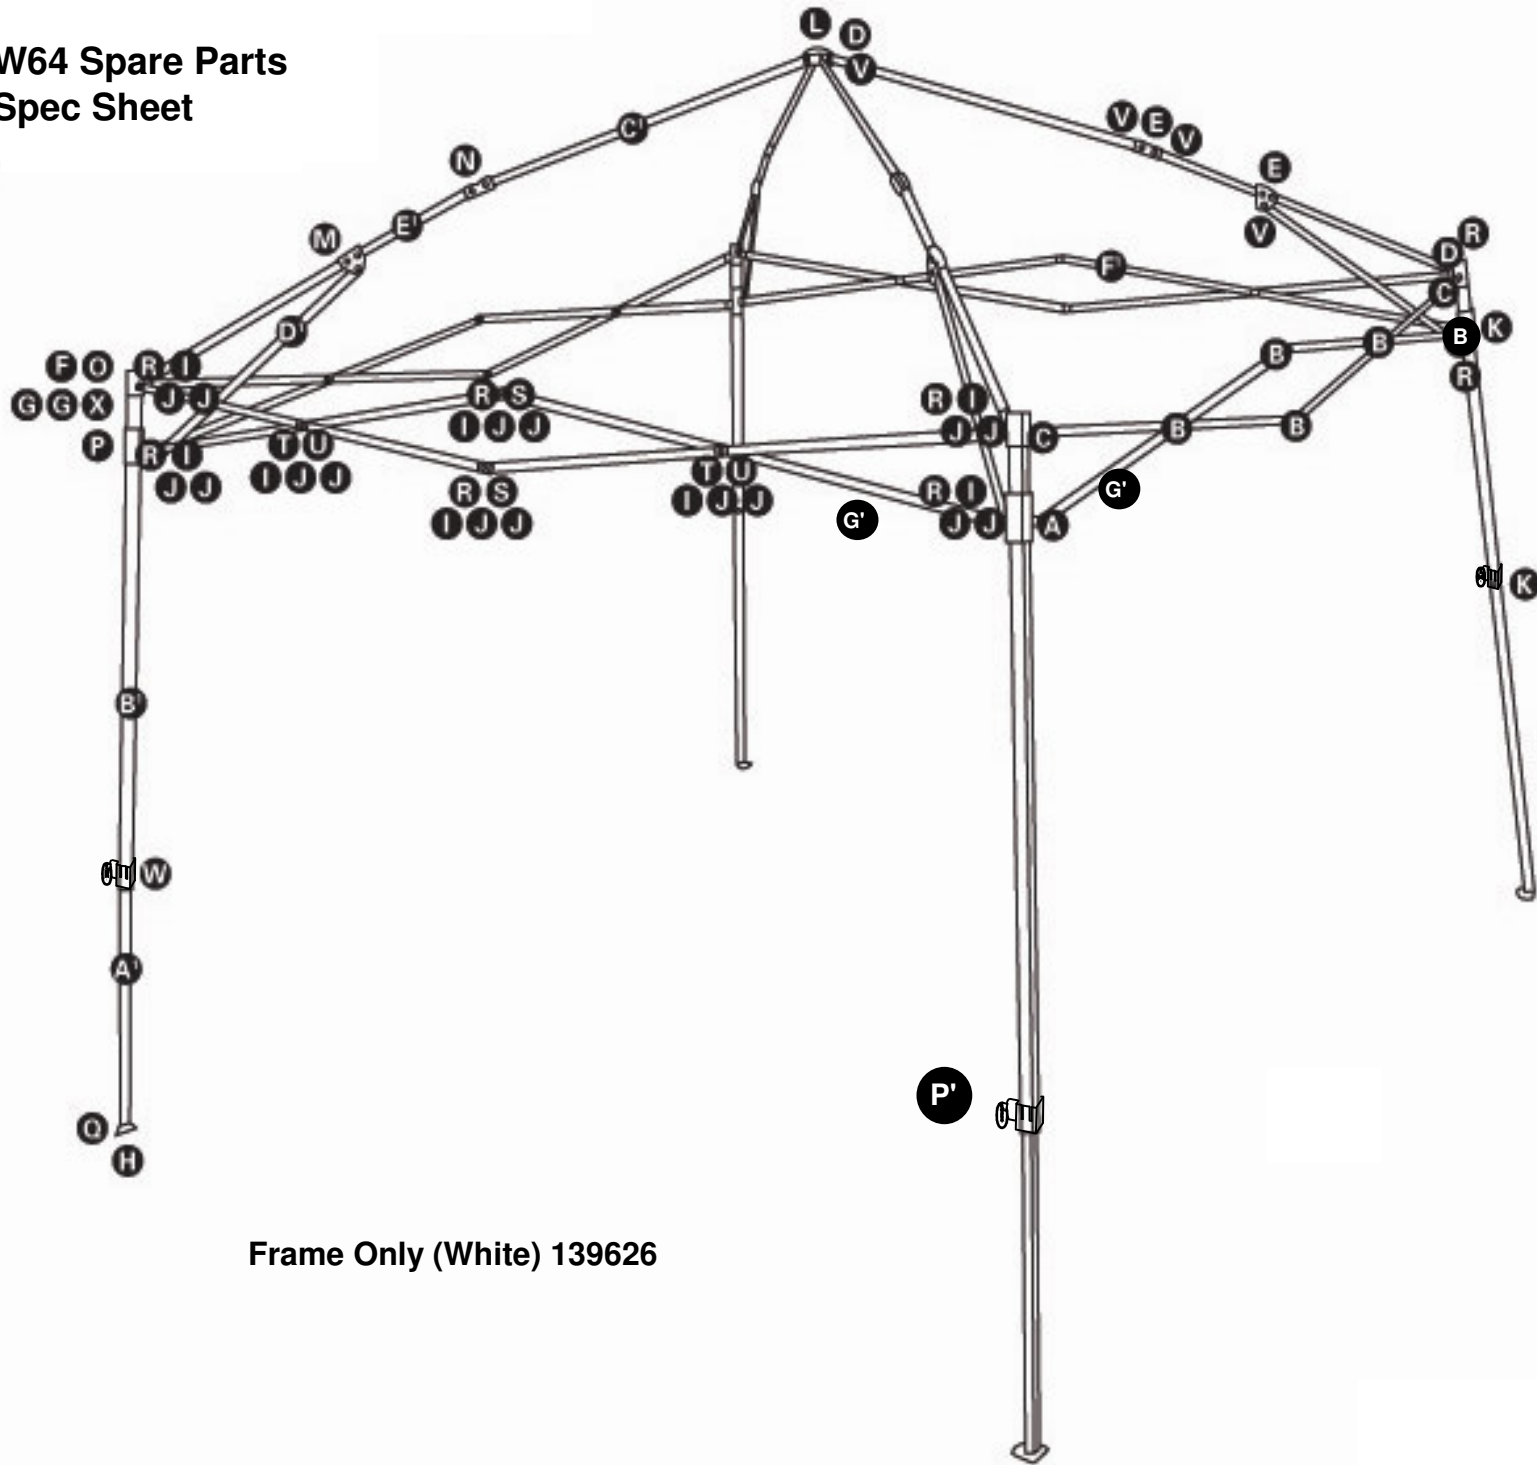 W64 Spare Parts
Spec Sheet
L D
V
C'
V E V
N
E
E'
M
V
R
D
F'
C
D'
B K
B B
R
F O R I
G G X J J
P R I
J J
R S
I J J
T U
I J J
R I
J J
C B B
T U
I J J
R S
I J J
G'
R I
J J
A
G'
K
B'
W
A'
P'
Q
H
Frame Only (White) 139626